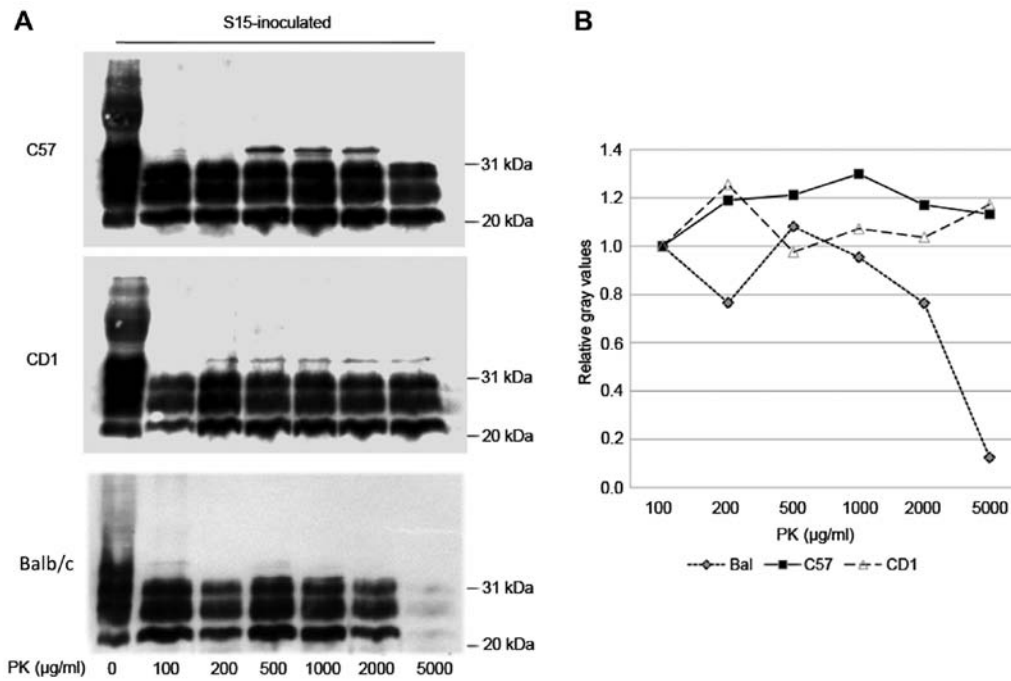 A
S15-inoculated
C57
31 kDa
20 kDa
CD1
31 kDa
20 kDa
Balb/c
31 kDa
20 kDa
PK (µg/ml) 0 100 200 500 1000 2000 5000
B
Relative gray values
1.4
1.2
1.0
0.8
0.6
0.4
0.2
0.0
100 200 500 1000 2000 5000
PK (µg/ml)
Bal C57 CD1